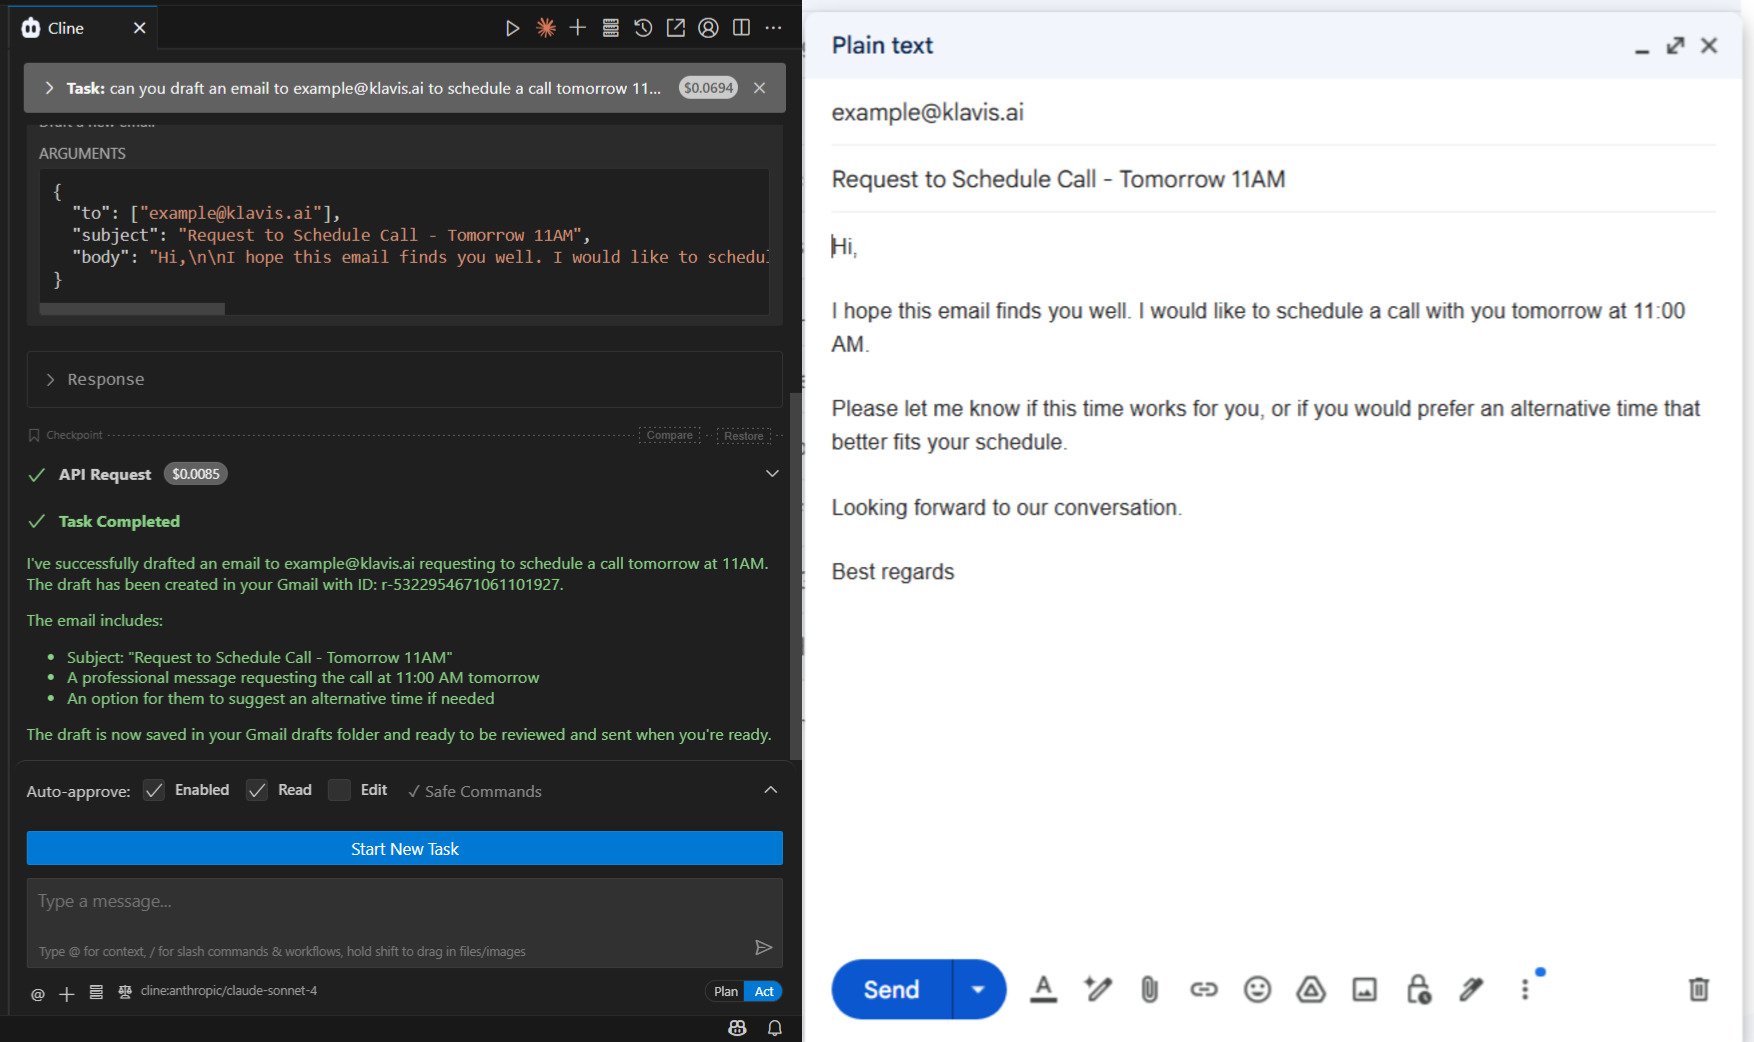 Cline
Task: can you draft an email to example@klavis.ai to schedule a call tomorrow 11... $0.0694
Draft a new email
ARGUMENTS
{
"to": ["example@klavis.ai"],
"subject": "Request to Schedule Call - Tomorrow 11AM",
"body": "Hi,\n\nI hope this email finds you well. I would like to schedul
}
Response
Checkpoint Compare Restore
API Request $0.0085
Task Completed
I've successfully drafted an email to example@klavis.ai requesting to schedule a call tomorrow at 11AM.
The draft has been created in your Gmail with ID: r-5322954671061101927.
The email includes:
• Subject: "Request to Schedule Call - Tomorrow 11AM"
• A professional message requesting the call at 11:00 AM tomorrow
• An option for them to suggest an alternative time if needed
The draft is now saved in your Gmail drafts folder and ready to be reviewed and sent when you're ready.
Auto-approve: Enabled Read Edit ✓ Safe Commands
Start New Task
Type a message...
Type @ for context, / for slash commands & workflows, hold shift to drag in files/images
@ cline:anthropic/claude-sonnet-4 Plan Act
Plain text
example@klavis.ai
Request to Schedule Call - Tomorrow 11AM
Hi,
I hope this email finds you well. I would like to schedule a call with you tomorrow at 11:00
AM.
Please let me know if this time works for you, or if you would prefer an alternative time that
better fits your schedule.
Looking forward to our conversation.
Best regards
Send